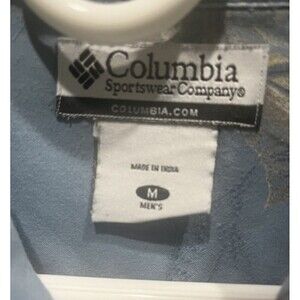 Columbia
Sportswear Company®
COLUMBIA.COM
MADE IN INDIA
M
MEN'S